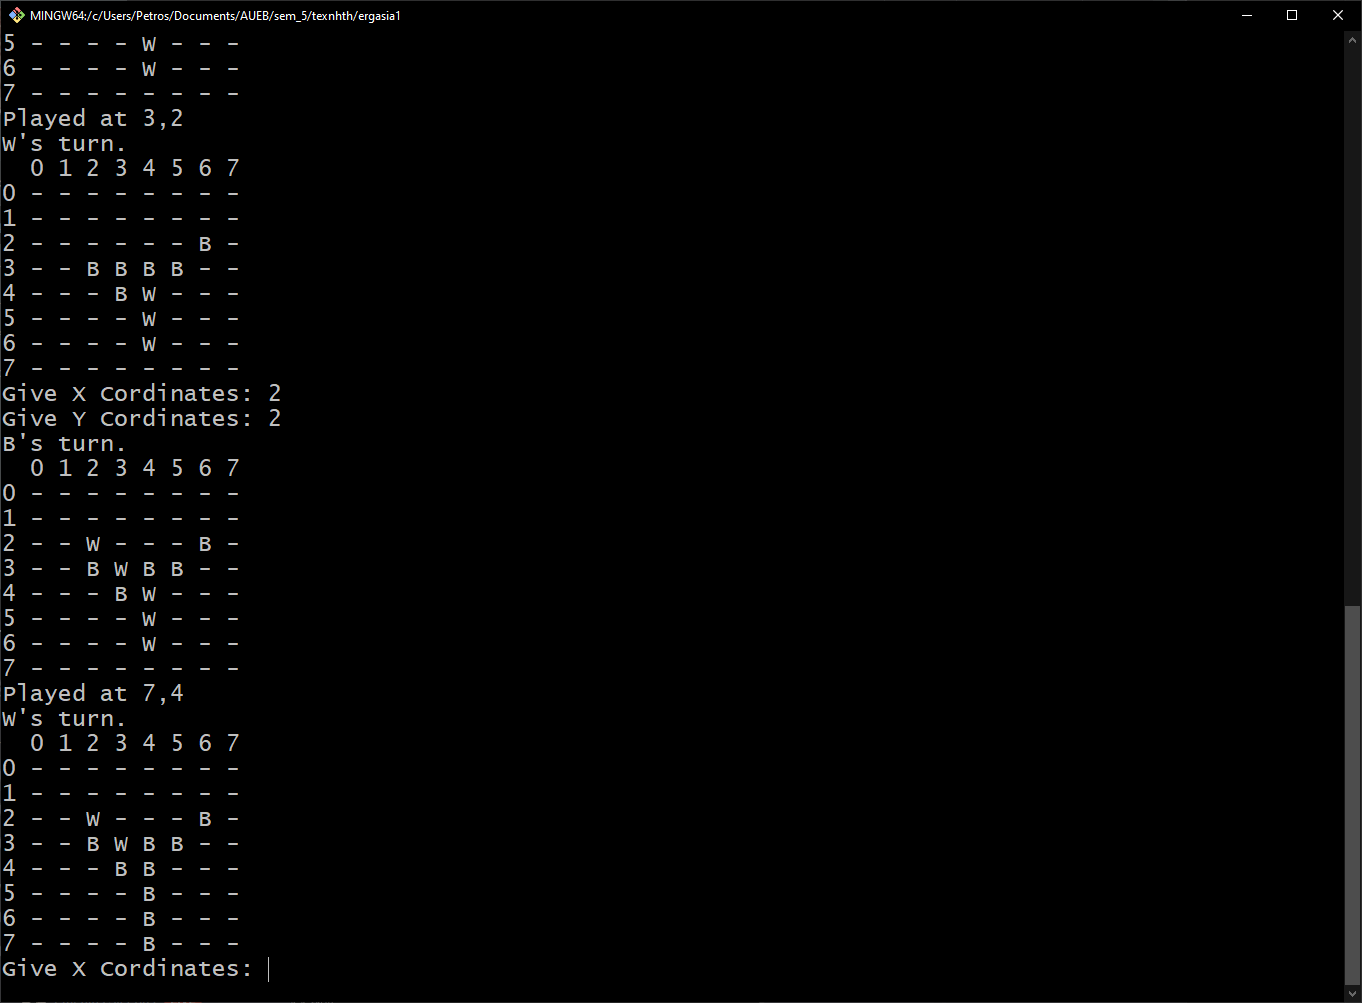 MINGW64:/c/Users/Petros/Documents/AUEB/sem_5/texnhth/ergasia1
5 - - - - W - - -
6 - - - - W - - -
7 - - - - - - - -
Played at 3,2
W's turn.
  0 1 2 3 4 5 6 7
0 - - - - - - - -
1 - - - - - - - -
2 - - - - - - B -
3 - - B B B B - -
4 - - - B W - - -
5 - - - - W - - -
6 - - - - W - - -
7 - - - - - - - -
Give X Cordinates: 2
Give Y Cordinates: 2
B's turn.
  0 1 2 3 4 5 6 7
0 - - - - - - - -
1 - - - - - - - -
2 - - W - - - B -
3 - - B W B B - -
4 - - - B W - - -
5 - - - - W - - -
6 - - - - W - - -
7 - - - - - - - -
Played at 7,4
W's turn.
  0 1 2 3 4 5 6 7
0 - - - - - - - -
1 - - - - - - - -
2 - - W - - - B -
3 - - B W B B - -
4 - - - B B - - -
5 - - - - B - - -
6 - - - - B - - -
7 - - - - B - - -
Give X Cordinates: